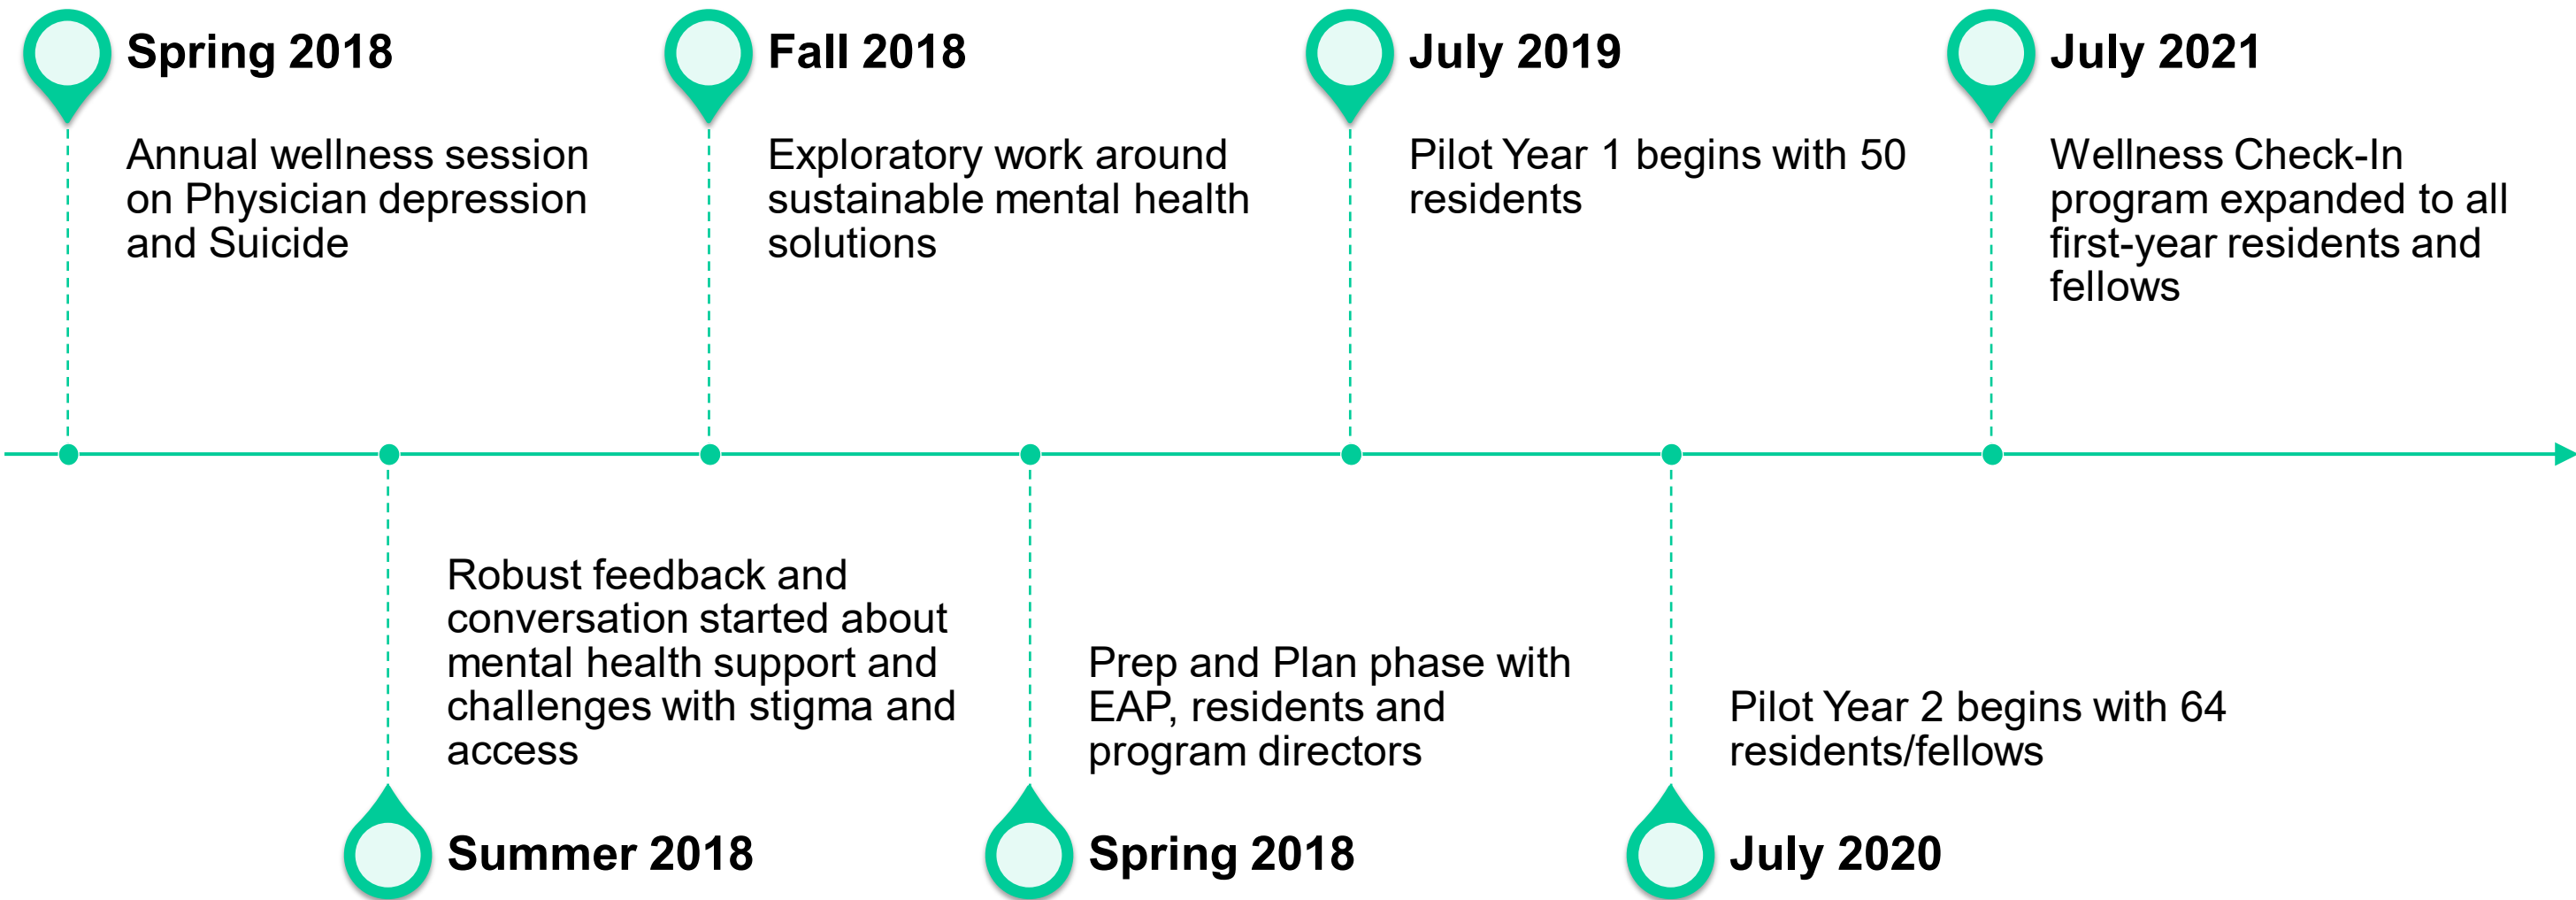 Spring 2018
Annual wellness session
on Physician depression
and Suicide
Summer 2018
Robust feedback and
conversation started about
mental health support and
challenges with stigma and
access
Fall 2018
Exploratory work around
sustainable mental health
solutions
Spring 2018
Prep and Plan phase with
EAP, residents and
program directors
July 2019
Pilot Year 1 begins with 50
residents
July 2020
Pilot Year 2 begins with 64
residents/fellows
July 2021
Wellness Check-In
program expanded to all
first-year residents and
fellows